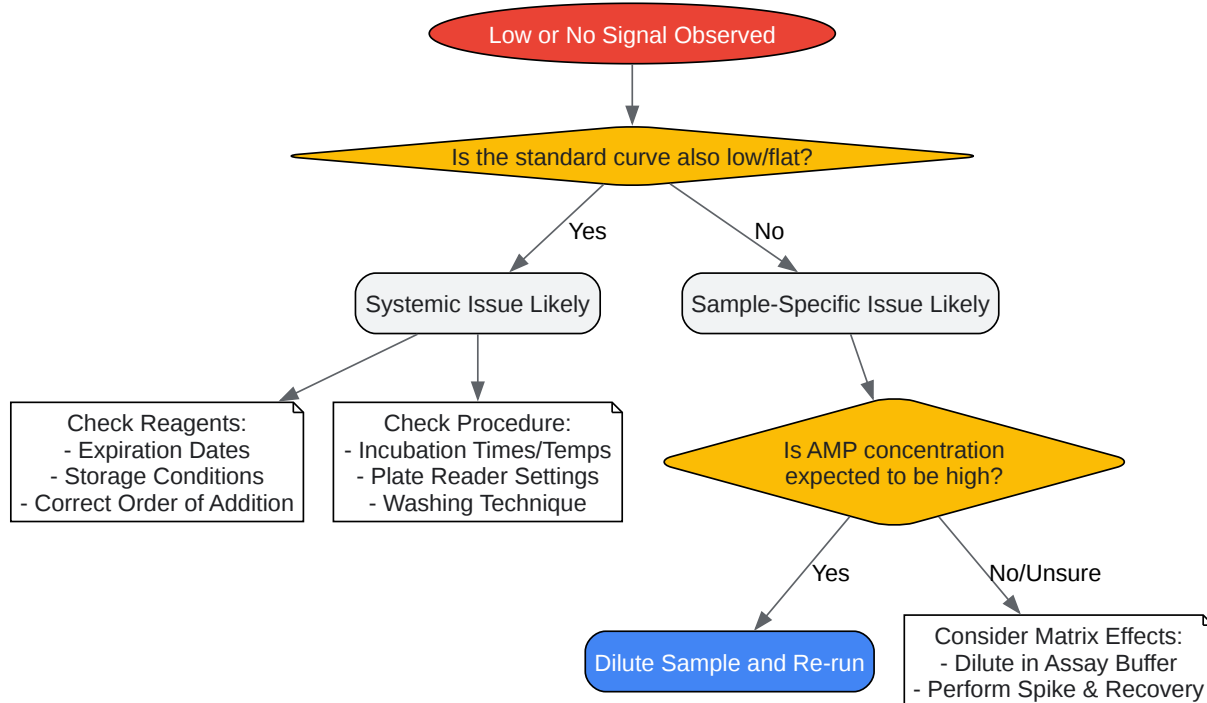 Low or No Signal Observed
Is the standard curve also low/flat?
Yes
No
Systemic Issue Likely
Sample-Specific Issue Likely
Check Reagents:
- Expiration Dates
- Storage Conditions
- Correct Order of Addition
Check Procedure:
- Incubation Times/Temps
- Plate Reader Settings
- Washing Technique
Is AMP concentration
expected to be high?
Yes
No/Unsure
Dilute Sample and Re-run
Consider Matrix Effects:
- Dilute in Assay Buffer
- Perform Spike & Recovery